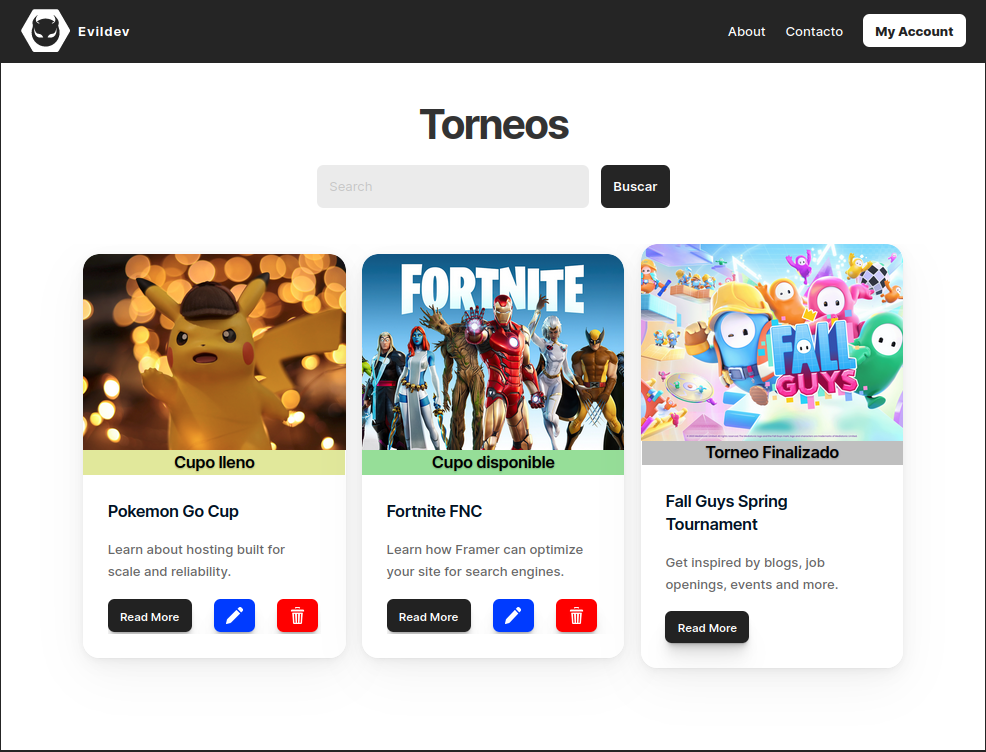 Evildev
About
Contacto
My Account
Torneos
Search
Buscar
FORTNITE
FALL
GUYS
Cupo lleno
Cupo disponible
Torneo Finalizado
Pokemon Go Cup
Learn about hosting built for
scale and reliability.
Read More
Fortnite FNC
Learn how Framer can optimize
your site for search engines.
Read More
Fall Guys Spring
Tournament
Get inspired by blogs, job
openings, events and more.
Read More